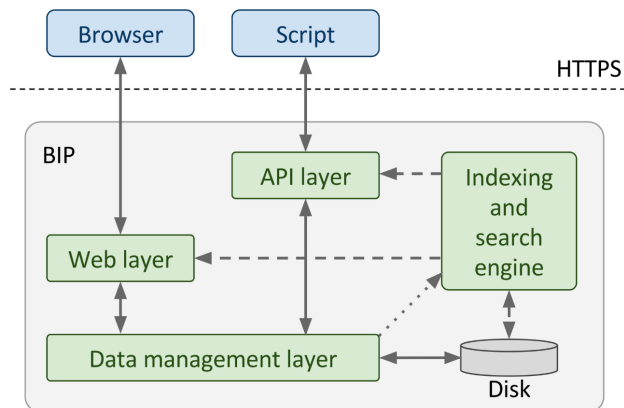 Browser
Script
HTTPS
BIP
API layer
Indexing
and
search
engine
Web layer
Data management layer
Disk